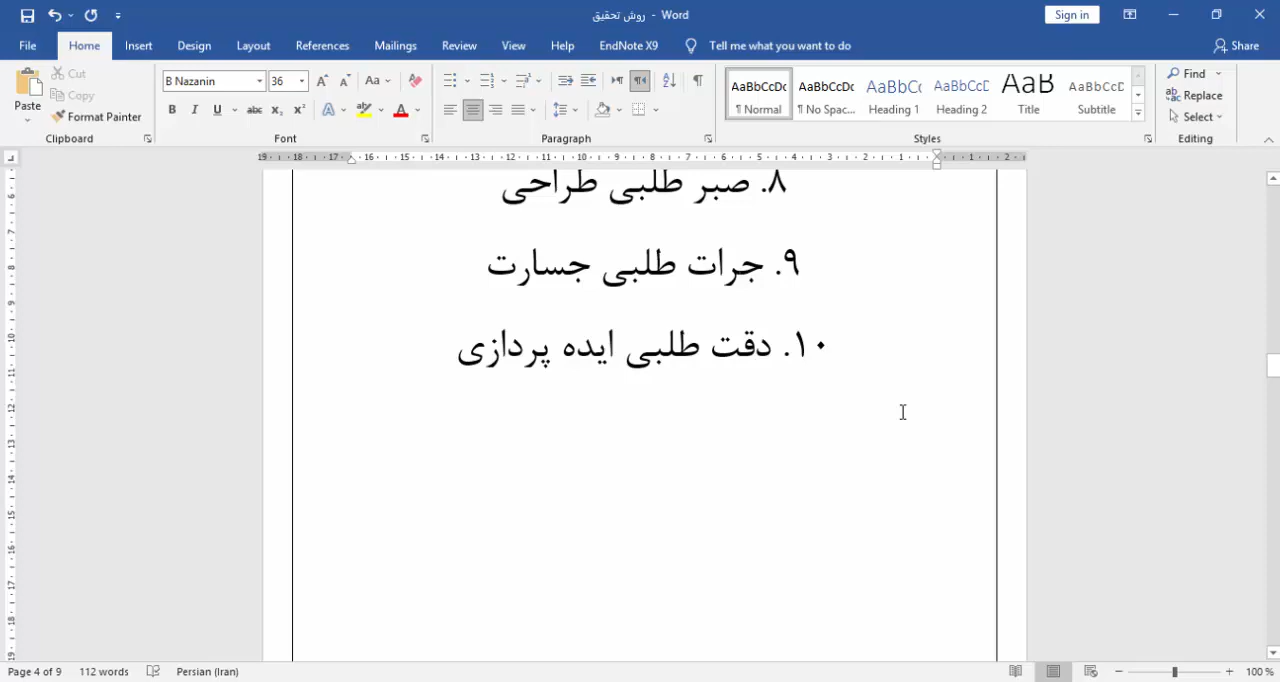 روش تحقیق - Word
Sign in
File Home Insert Design Layout References Mailings Review View Help EndNote X9 Tell me what you want to do Share
Paste
Cut
Copy
Format Painter
B Nazanin 36
Clipboard Font Paragraph Styles Editing
AaBbCcDc ¶ Normal
AaBbCcDc ¶ No Spac...
AaBbCc Heading 1
AaBbCcD Heading 2
AaB Title
AaBbCcD Subtitle
Find
Replace
Select
۸. صبر طلبی طراحی
۹. جرات طلبی جسارت
۱۰. دقت طلبی ایده پردازی
Page 4 of 9 112 words Persian (Iran) 100 %